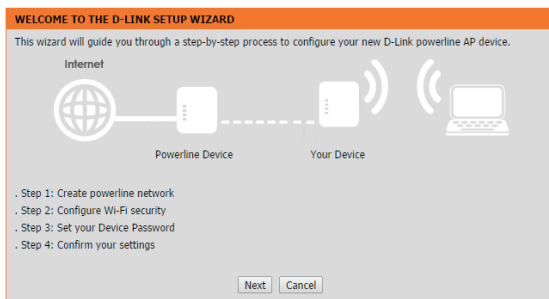 WELCOME TO THE D-LINK SETUP WIZARD
This wizard will guide you through a step-by-step process to configure your new D-Link powerline AP device.
Internet
Powerline Device
Your Device
. Step 1: Create powerline network
. Step 2: Configure Wi-Fi security
. Step 3: Set your Device Password
. Step 4: Confirm your settings
Next Cancel